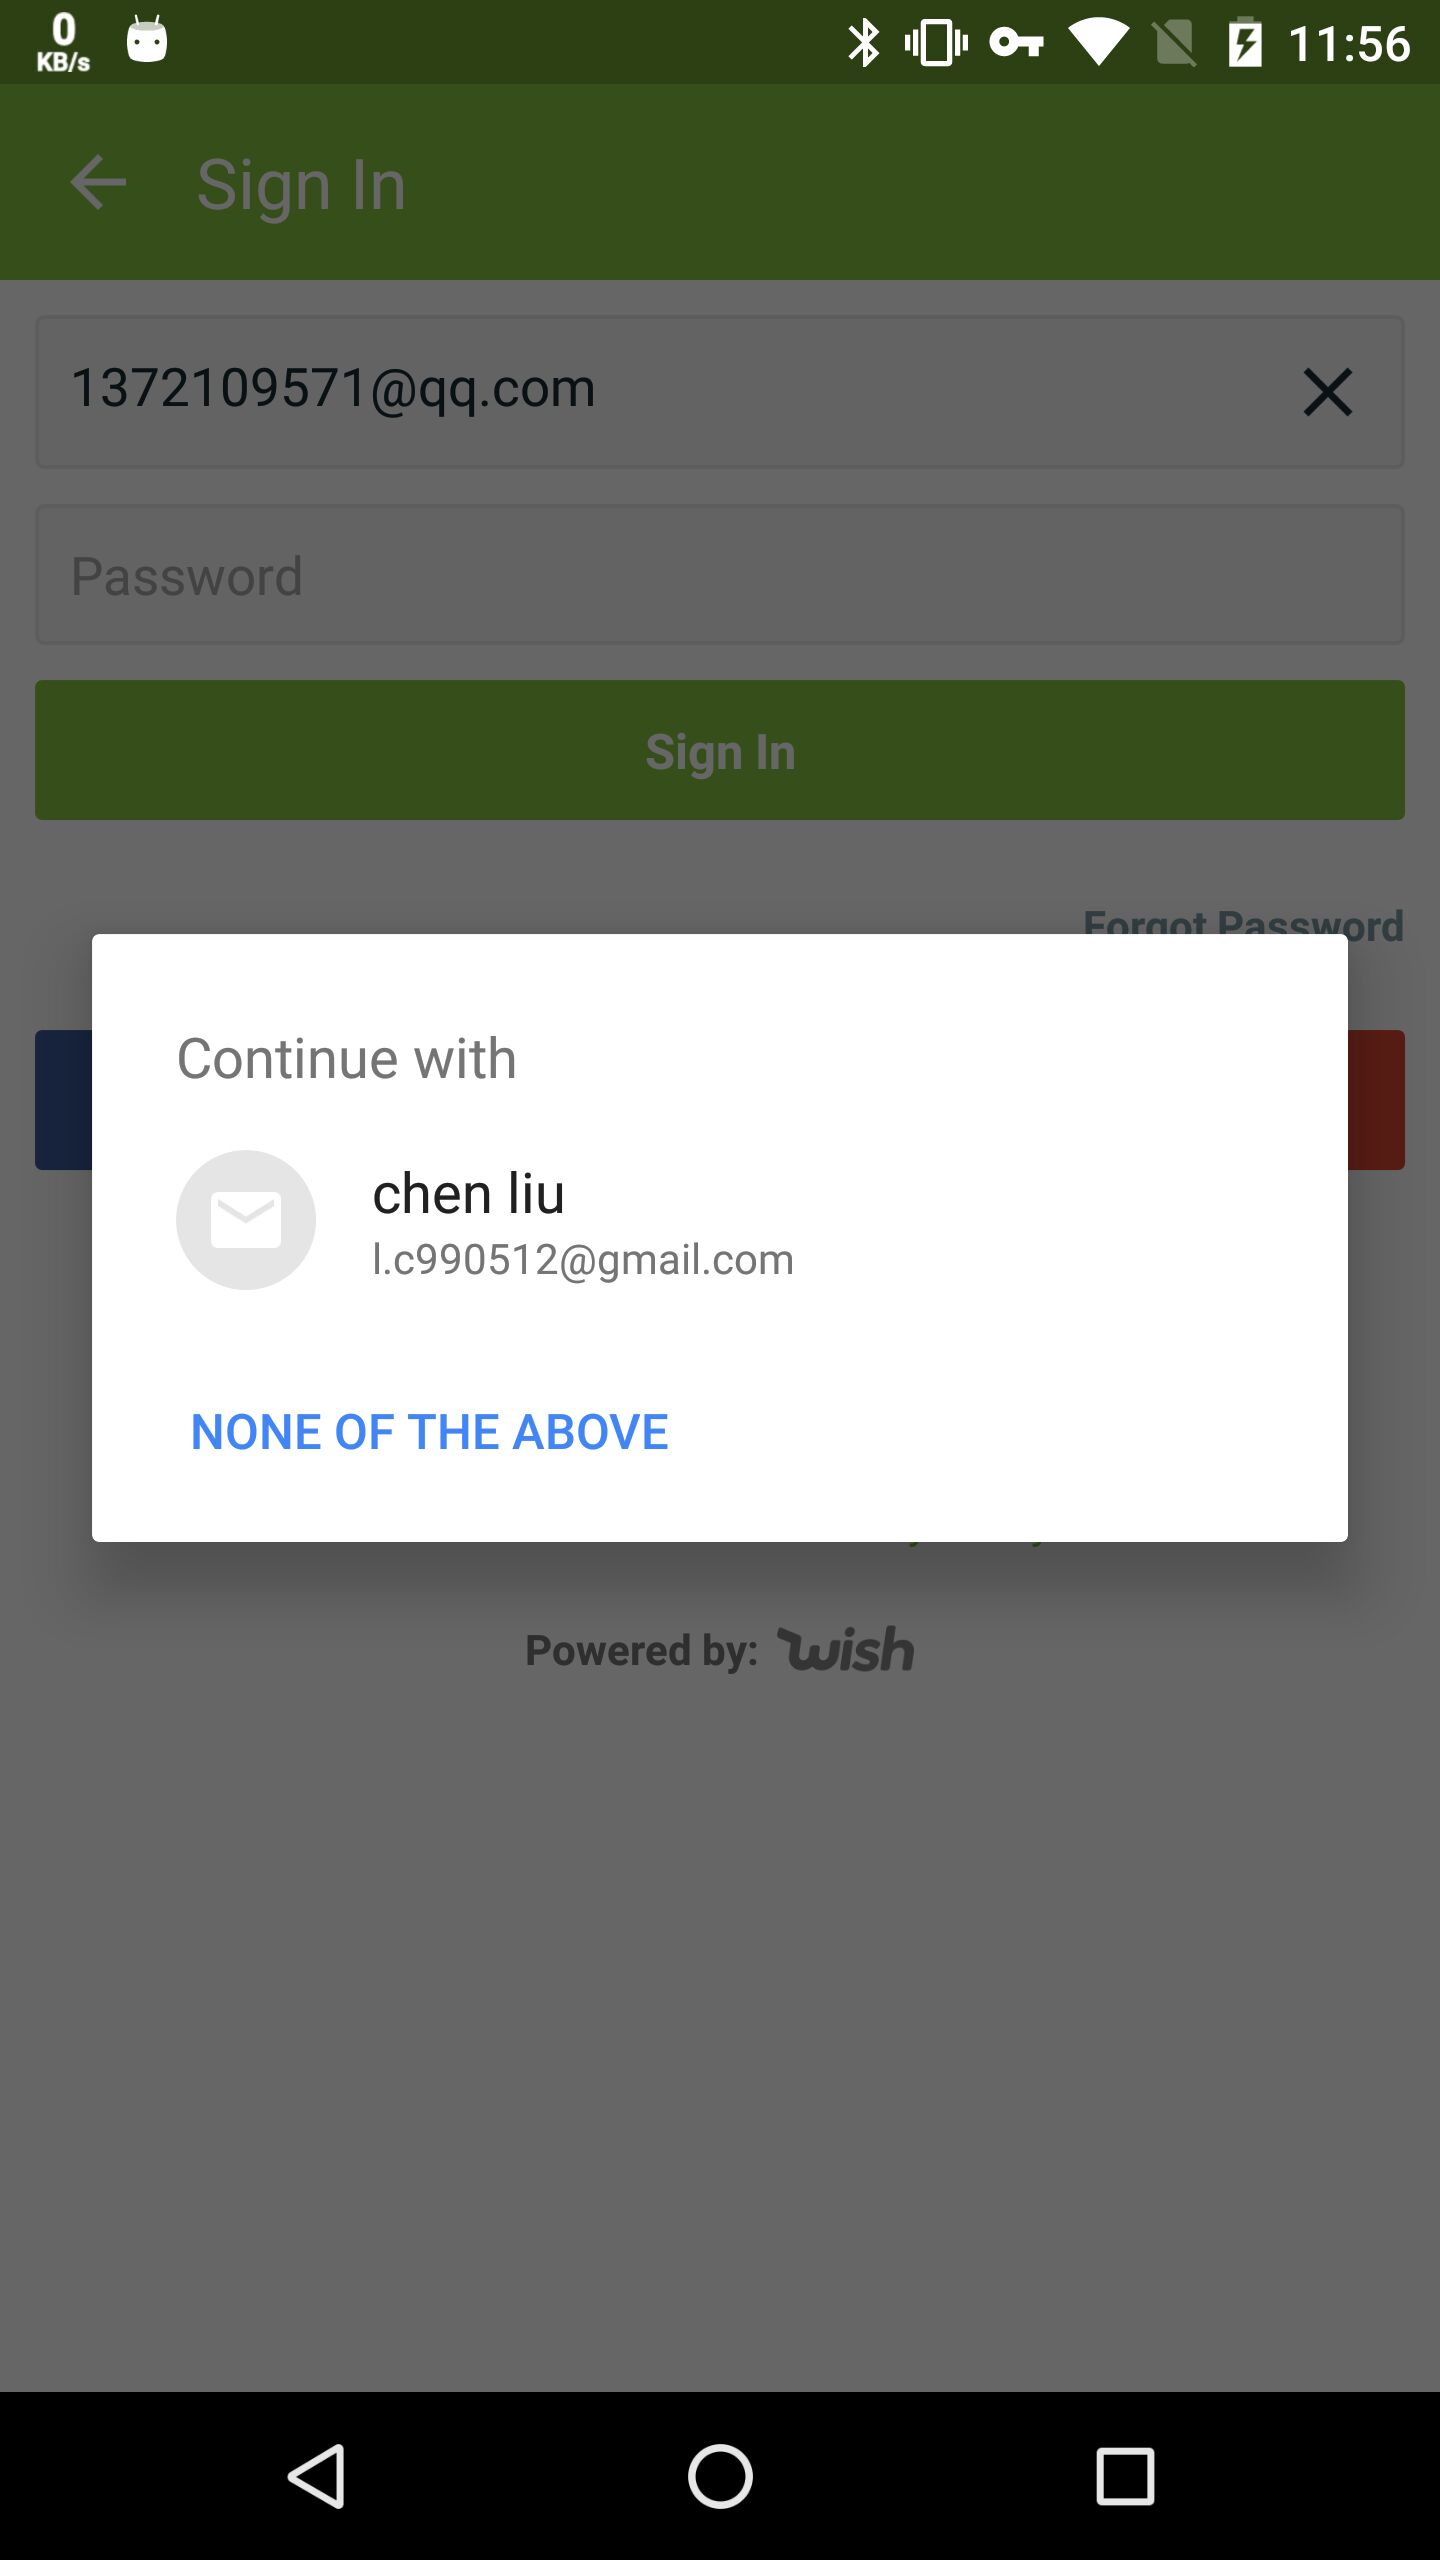 0
KB/s
11:56
Sign In
1372109571@qq.com
Password
Sign In
Forgot Password
Continue with
chen liu
l.c990512@gmail.com
NONE OF THE ABOVE
Powered by: wish